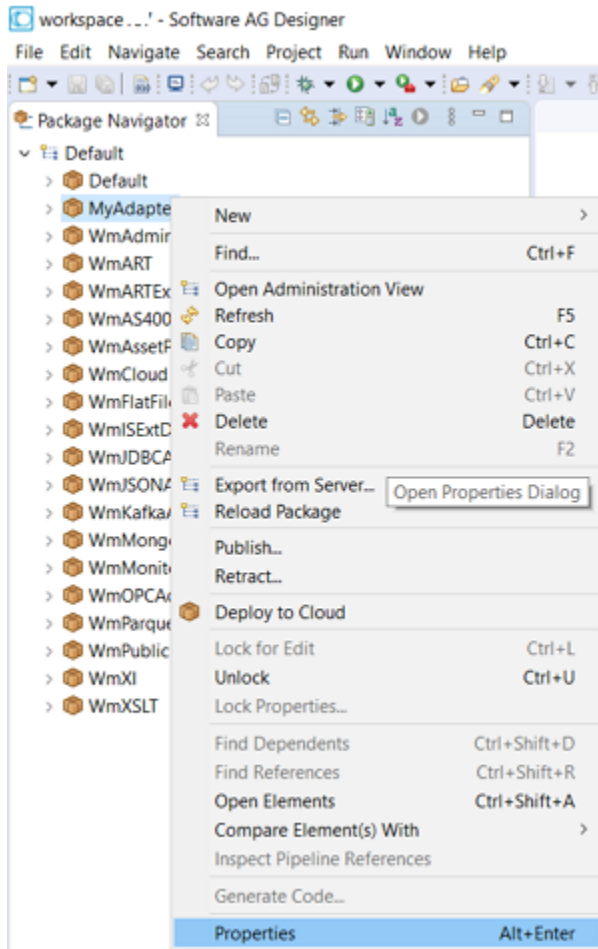 workspace . . . .' - Software AG Designer
File Edit Navigate Search Project Run Window Help
Package Navigator
Default
Default
MyAdapte
WmAdmir
WmART
WmARTEx
WmAS400
WmAssetP
WmCloud
WmFlatFile
WmISExtD
WmJDBCA
WmJSONA
WmKafkaA
WmMong
WmMonit
WmOPCAd
WmParque
WmPublic
WmXI
WmXSLT
New
Find... Ctrl+F
Open Administration View
Refresh F5
Copy Ctrl+C
Cut Ctrl+X
Paste Ctrl+V
Delete Delete
Rename F2
Export from Server...
Open Properties Dialog
Reload Package
Publish...
Retract...
Deploy to Cloud
Lock for Edit Ctrl+L
Unlock Ctrl+U
Lock Properties...
Find Dependents Ctrl+Shift+D
Find References Ctrl+Shift+R
Open Elements Ctrl+Shift+A
Compare Element(s) With
Inspect Pipeline References
Generate Code...
Properties Alt+Enter